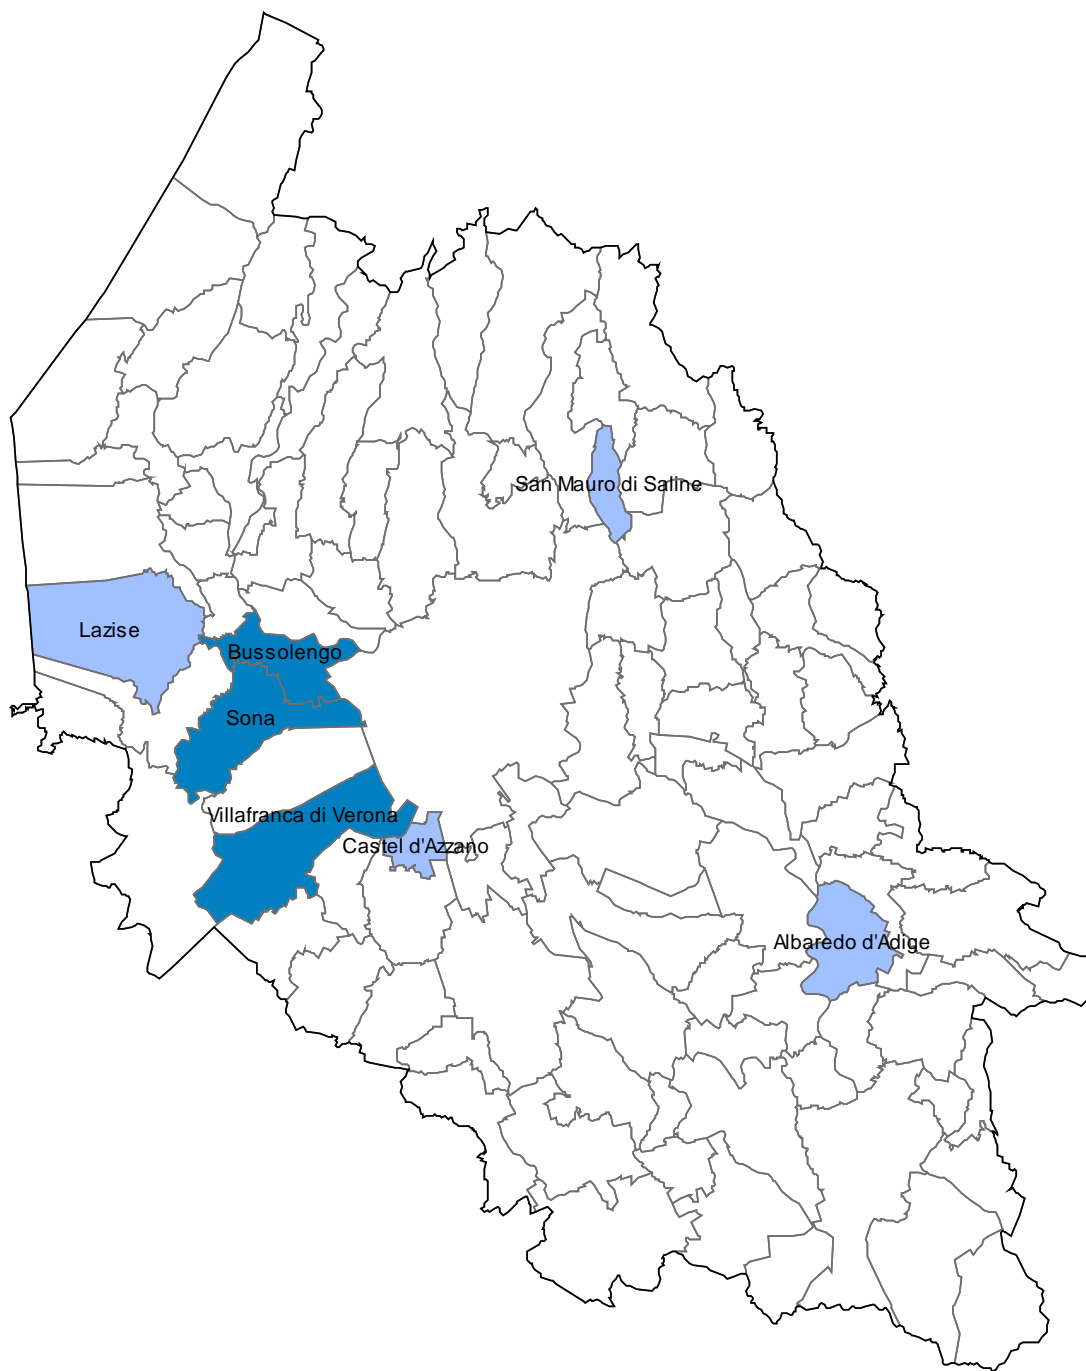 San Mauro di Saline
Lazise
Bussolengo
Sona
Villafranca di Verona
Castel d'Azzano
Albaredo d'Adige